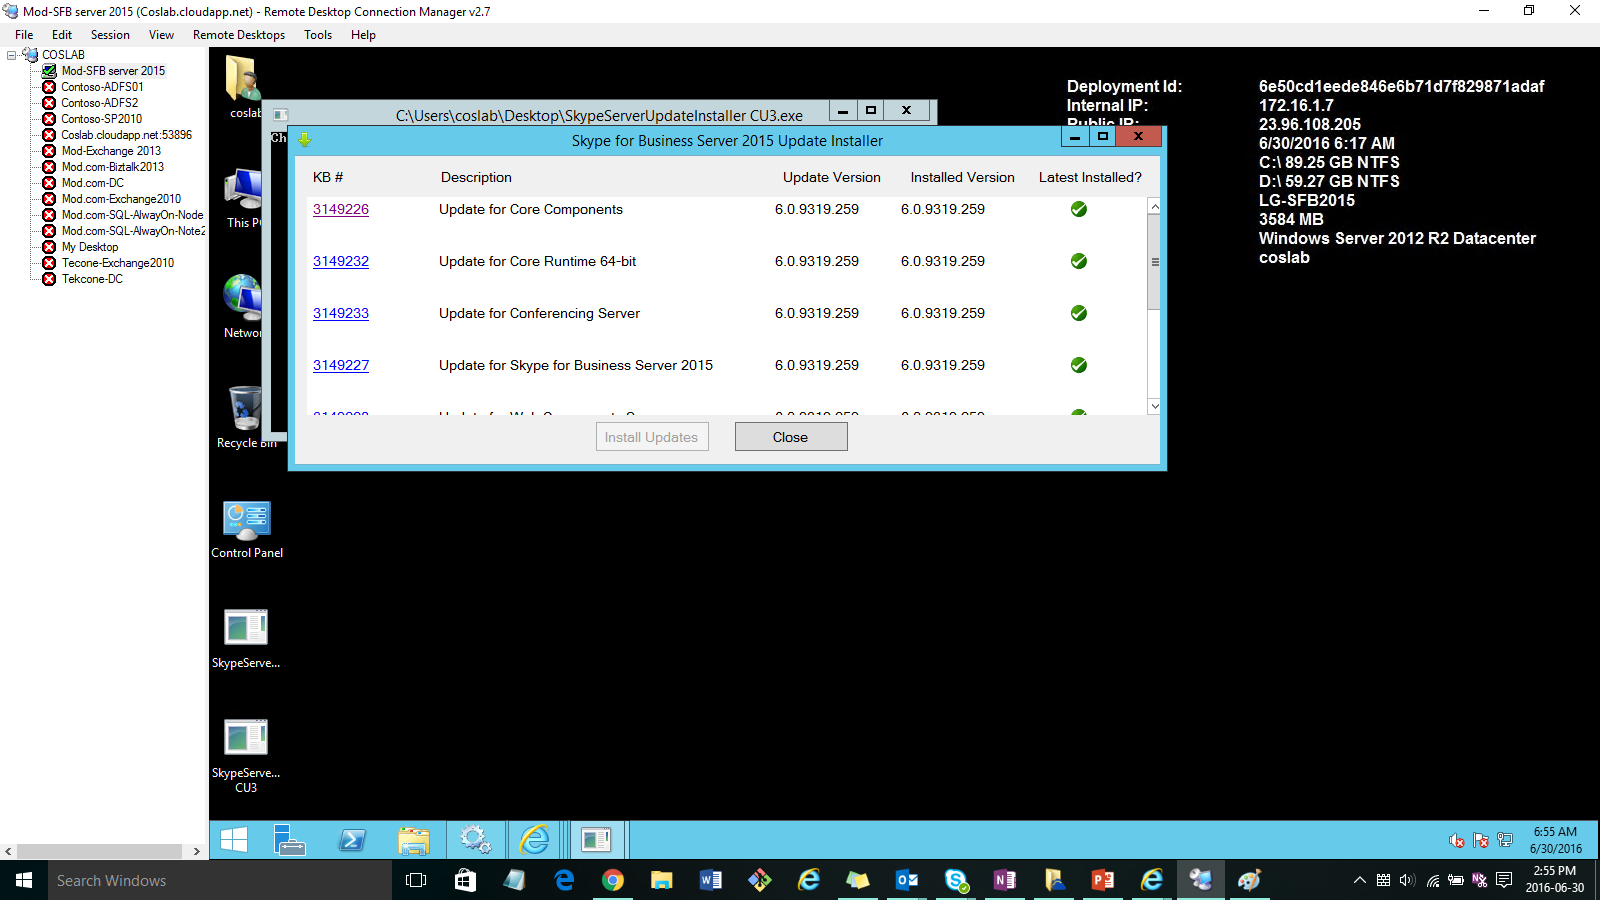 Mod-SFB server 2015 (Coslab.cloudapp.net) - Remote Desktop Connection Manager v2.7
File Edit Session View Remote Desktops Tools Help
COSLAB
Mod-SFB server 2015
Contoso-ADFS01
Contoso-ADFS2
Contoso-SP2010
Coslab.cloudapp.net:53896
Mod-Exchange 2013
Mod.com-Biztalk2013
Mod.com-DC
Mod.com-Exchange2010
Mod.com-SQL-AlwayOn-Node
Mod.com-SQL-AlwayOn-Note2
My Desktop
Tecone-Exchange2010
Tekcone-DC
coslab
This P
Networ
Recycle Bin
Control Panel
SkypeServe...
SkypeServe...
CU3
C:\Users\coslab\Desktop\SkypeServerUpdateInstaller CU3.exe
Ch
Skype for Business Server 2015 Update Installer
KB # Description Update Version Installed Version Latest Installed?
3149226 Update for Core Components 6.0.9319.259 6.0.9319.259
3149232 Update for Core Runtime 64-bit 6.0.9319.259 6.0.9319.259
3149233 Update for Conferencing Server 6.0.9319.259 6.0.9319.259
3149227 Update for Skype for Business Server 2015 6.0.9319.259 6.0.9319.259
Install Updates Close
Deployment Id: 6e50cd1eede846e6b71d7f829871adaf
Internal IP: 172.16.1.7
Public IP: 23.96.108.205
6/30/2016 6:17 AM
C:\ 89.25 GB NTFS
D:\ 59.27 GB NTFS
LG-SFB2015
3584 MB
Windows Server 2012 R2 Datacenter
coslab
6:55 AM
6/30/2016
Search Windows
2:55 PM
2016-06-30